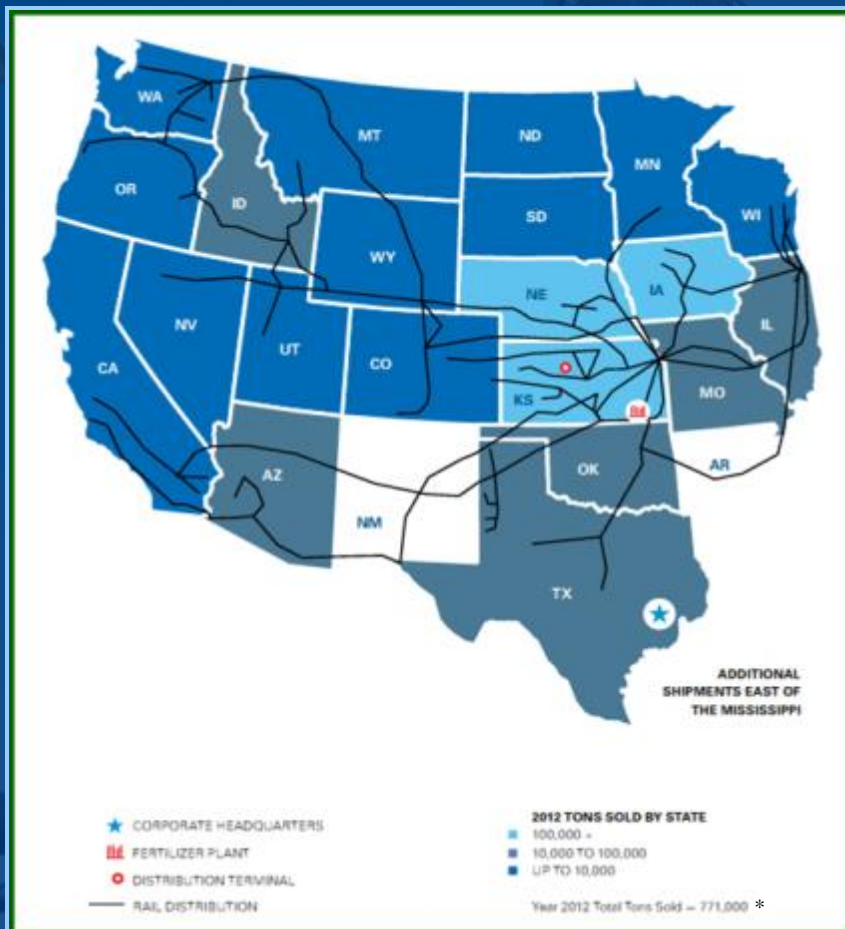 WA
MT
ND
MN
OR
ID
SD
WI
WY
NE
IA
NV
UT
CO
IL
CA
KS
MO
AZ
OK
AR
NM
TX
ADDITIONAL
SHIPMENTS EAST OF
THE MISSISSIPPI
CORPORATE HEADQUARTERS
FERTILIZER PLANT
DISTRIBUTION TERMINAL
RAIL DISTRIBUTION
2012 TONS SOLD BY STATE
100,000 +
10,000 TO 100,000
UP TO 10,000
Year 2012 Total Tons Sold – 771,000 *